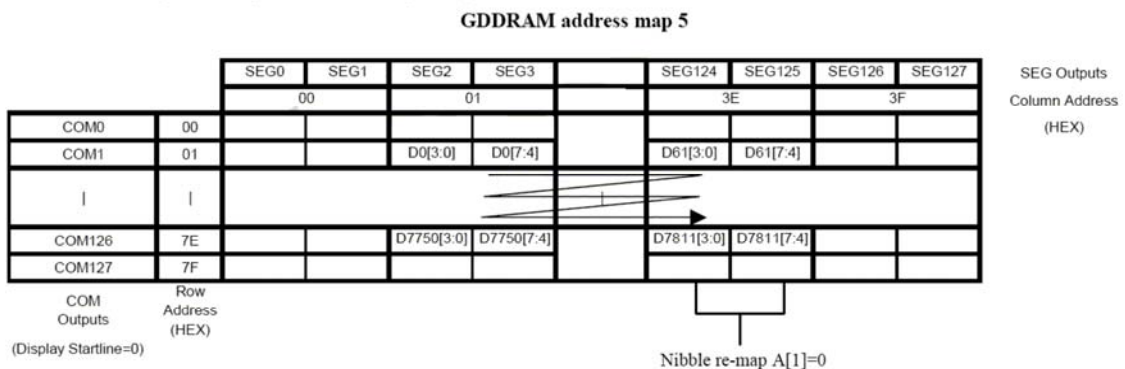 GDDRAM address map 5
SEG0 SEG1 SEG2 SEG3 SEG124 SEG125 SEG126 SEG127 SEG Outputs
00 01 3E 3F Column Address
(HEX)
COM0 00
COM1 01 D0[3:0] D0[7:4] D61[3:0] D61[7:4]
| | |
COM126 7E D7750[3:0] D7750[7:4] D7811[3:0] D7811[7:4]
COM127 7F
COM
Outputs
(Display Startline=0)
Row
Address
(HEX)
Nibble re-map A[1]=0